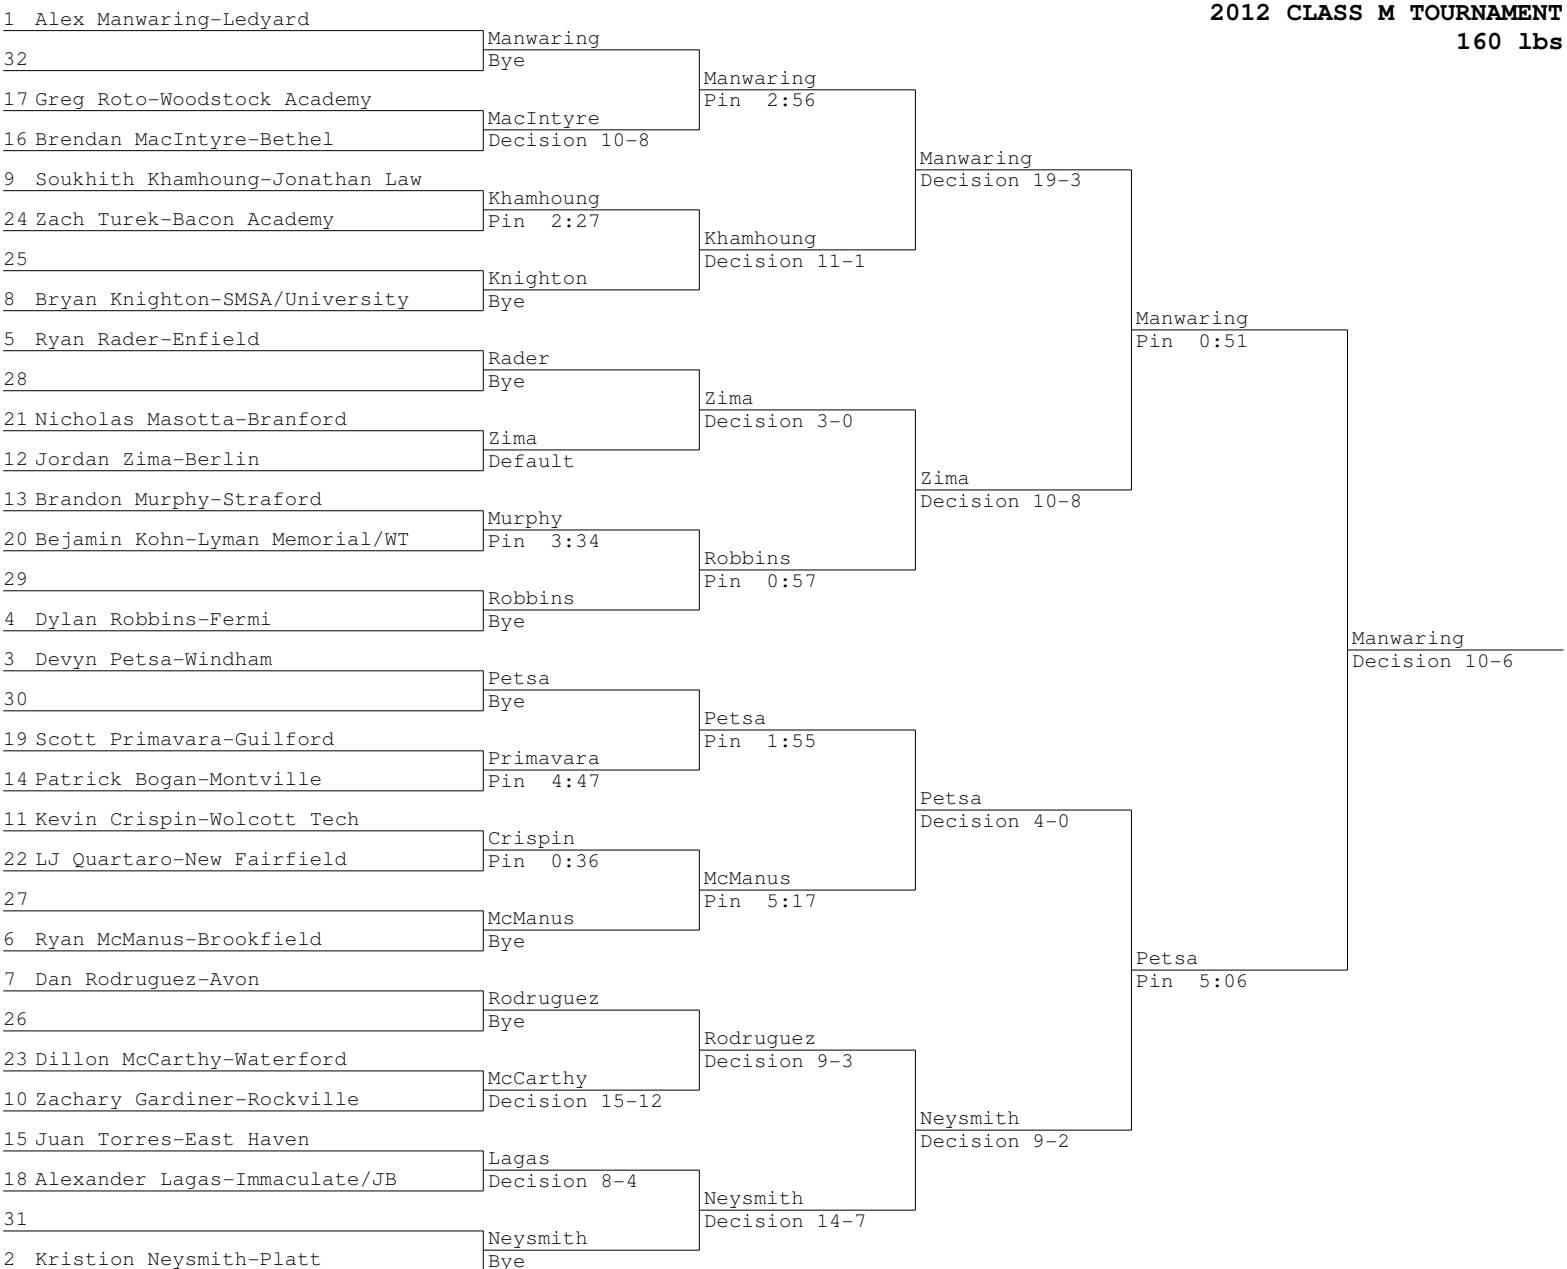 2012 CLASS M TOURNAMENT
160 lbs
1 Alex Manwaring-Ledyard
Manwaring
32
Bye
Manwaring
17 Greg Roto-Woodstock Academy
Pin 2:56
MacIntyre
16 Brendan MacIntyre-Bethel
Decision 10-8
Manwaring
9 Soukhith Khamhoung-Jonathan Law
Decision 19-3
Khamhoung
24 Zach Turek-Bacon Academy
Pin 2:27
Khamhoung
25
Decision 11-1
Knighton
8 Bryan Knighton-SMSA/University
Bye
Manwaring
5 Ryan Rader-Enfield
Pin 0:51
Rader
28
Bye
Zima
21 Nicholas Masotta-Branford
Decision 3-0
Zima
12 Jordan Zima-Berlin
Default
Zima
13 Brandon Murphy-Straford
Decision 10-8
Murphy
20 Bejamin Kohn-Lyman Memorial/WT
Pin 3:34
Robbins
29
Pin 0:57
Robbins
4 Dylan Robbins-Fermi
Bye
Manwaring
3 Devyn Petsa-Windham
Decision 10-6
Petsa
30
Bye
Petsa
19 Scott Primavara-Guilford
Pin 1:55
Primavara
14 Patrick Bogan-Montville
Pin 4:47
Petsa
11 Kevin Crispin-Wolcott Tech
Decision 4-0
Crispin
22 LJ Quartaro-New Fairfield
Pin 0:36
McManus
27
Pin 5:17
McManus
6 Ryan McManus-Brookfield
Bye
Petsa
7 Dan Rodruguez-Avon
Pin 5:06
Rodruguez
26
Bye
Rodruguez
23 Dillon McCarthy-Waterford
Decision 9-3
McCarthy
10 Zachary Gardiner-Rockville
Decision 15-12
Neysmith
15 Juan Torres-East Haven
Decision 9-2
Lagas
18 Alexander Lagas-Immaculate/JB
Decision 8-4
Neysmith
31
Decision 14-7
Neysmith
2 Kristion Neysmith-Platt
Bye